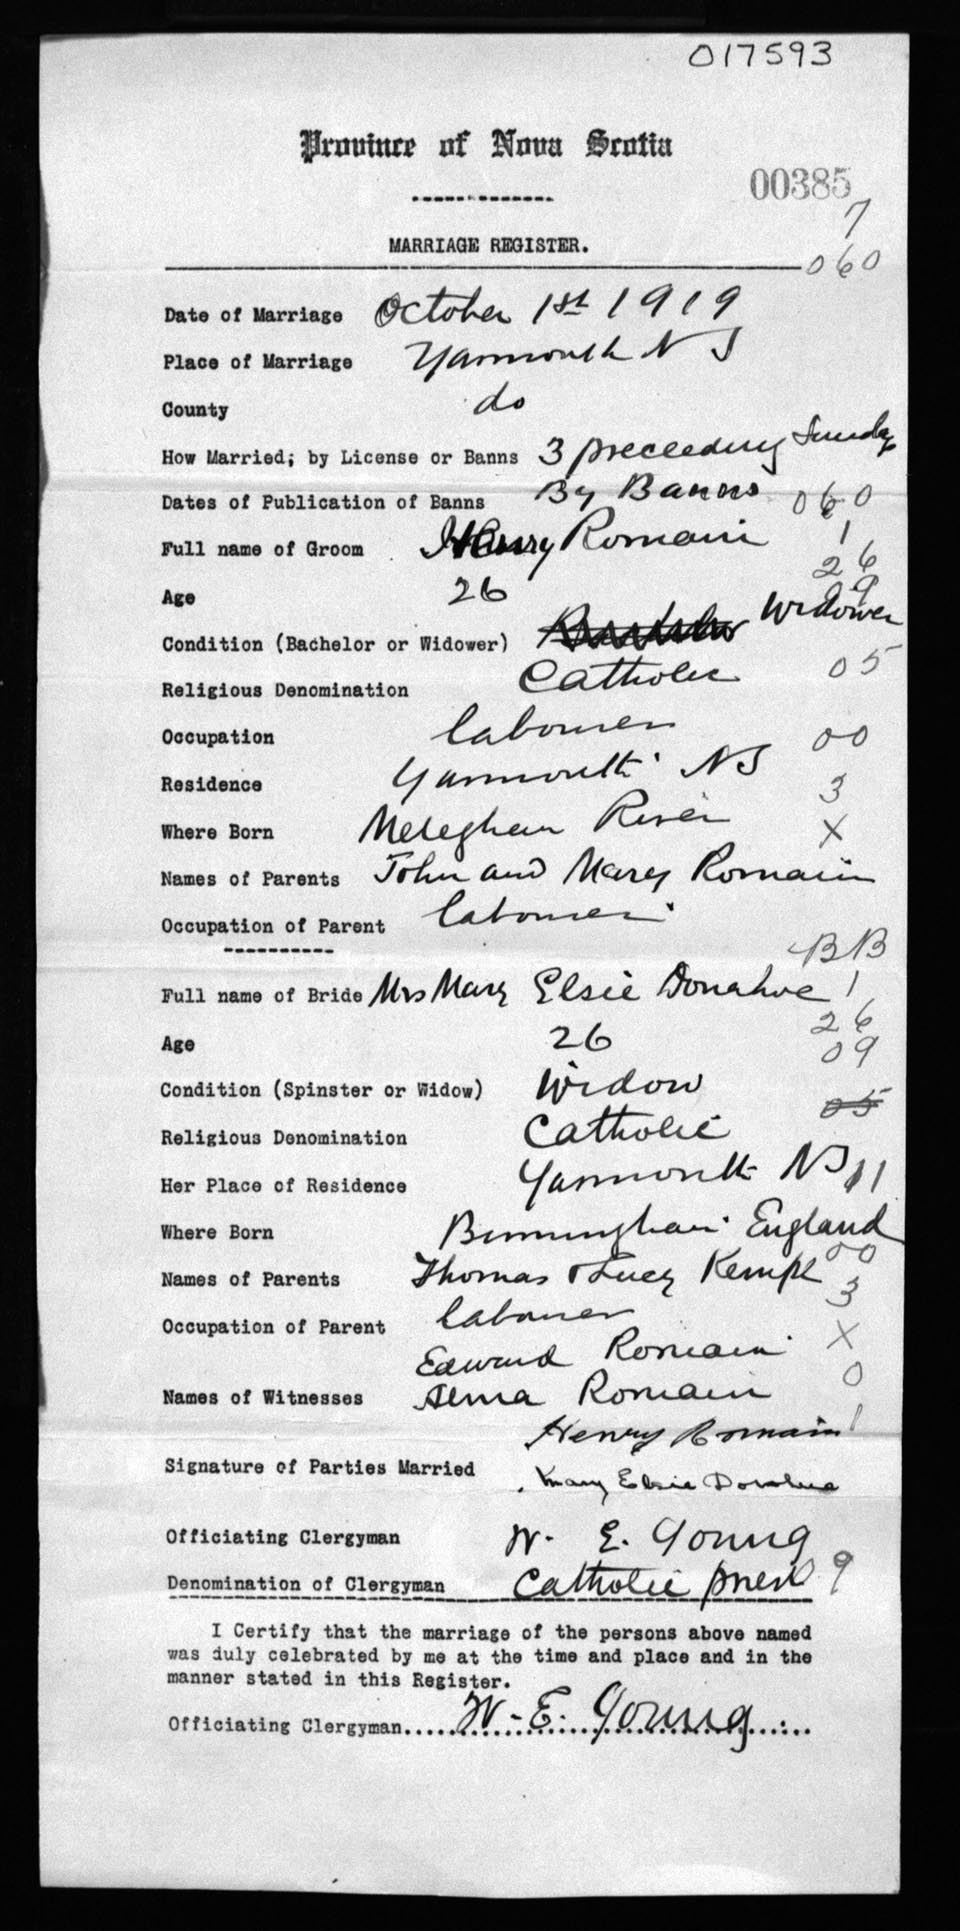 017593
Province of Nova Scotia
00385
7
MARRIAGE REGISTER.
060
Date of Marriage October 1st 1919
Place of Marriage Yarmouth N S
County do
How Married; by License or Banns 3 preceeding Sundays
Dates of Publication of Banns By Banns 060
Full name of Groom Henry Romain 1
26
Age 26 09
Condition (Bachelor or Widower) Widower
Religious Denomination Catholic 05
Occupation labourer 00
Residence Yarmouth NS 3
Where Born Meteghan River X
Names of Parents John and Mary Romain
Occupation of Parent labourer
BB
Full name of Bride Mrs Mary Elsie Donahue 1
26
Age 26 09
Condition (Spinster or Widow) Widow
05
Religious Denomination Catholic
Her Place of Residence Yarmouth NS 11
Where Born Birmingham England
00
Names of Parents Thomas & Lucy Kempt 3
Occupation of Parent labourer
Edward Romain X
0
Names of Witnesses Alma Romain
Henry Romain 1
Signature of Parties Married
Mary Elsie Donahue
Officiating Clergyman W. E. Young
Denomination of Clergyman Catholic priest 9
I Certify that the marriage of the persons above named
was duly celebrated by me at the time and place and in the
manner stated in this Register.
Officiating Clergyman....W. E. Young....